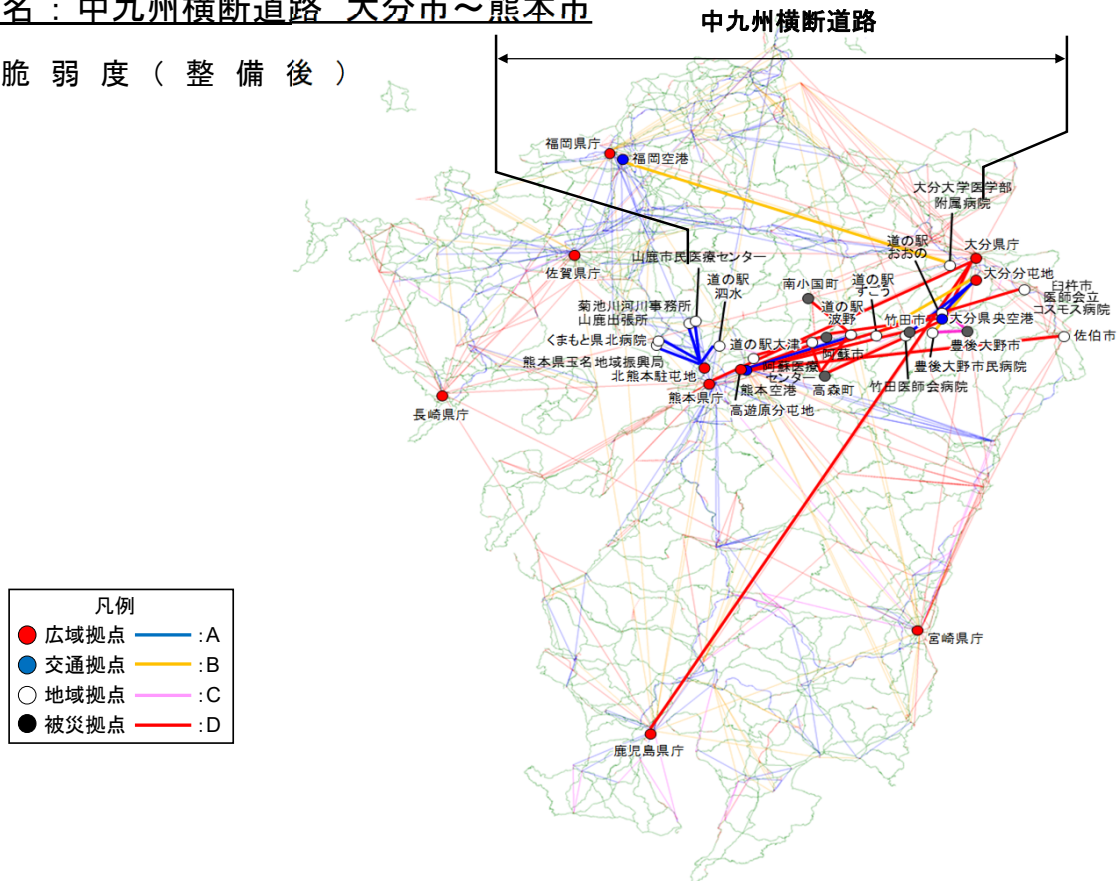 名：中九州横断道路 大分市～熊本市
中九州横断道路
脆弱度（整備後）
福岡県庁
福岡空港
大分大学医学部
附属病院
道の駅
おおの
大分県庁
山鹿市民医療センター
佐賀県庁
道の駅
泗水
南小国町
道の駅
すごう
大分分屯地
臼杵市
医師会立
コスモス病院
菊池川河川事務所
山鹿出張所
道の駅
波野
竹田市
大分県央空港
くまもと県北病院
道の駅大津
阿蘇市
豊後大野市
佐伯市
熊本県玉名地域振興局
阿蘇医療
センター
豊後大野市民病院
北熊本駐屯地
熊本空港
高森町
竹田医師会病院
熊本県庁
高遊原分屯地
長崎県庁
宮崎県庁
鹿児島県庁
凡例
広域拠点 :A
交通拠点 :B
地域拠点 :C
被災拠点 :D